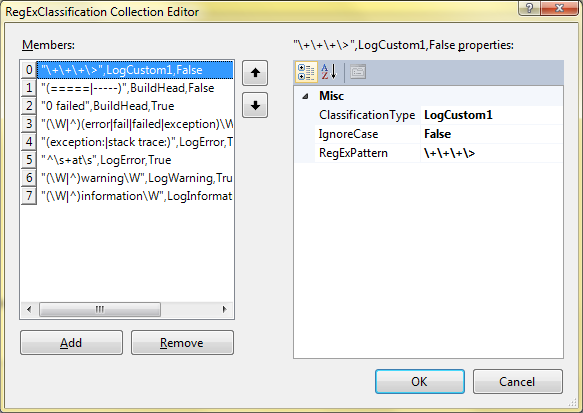 RegExClassification Collection Editor
Members:
"\+\+\+\>",LogCustom1,False properties:
0 "\+\+\+\>",LogCustom1,False
1 "(=====|-----)",BuildHead,False
2 "0 failed",BuildHead,True
3 "(\W|^)(error|fail|failed|exception)\W
4 "(exception:|stack trace:)",LogError,T
5 "^\s+at\s",LogError,True
6 "(\W|^)warning\W",LogWarning,Tru
7 "(\W|^)information\W",LogInformat
Misc
ClassificationType LogCustom1
IgnoreCase False
RegExPattern \+\+\+\>
Add Remove
OK Cancel